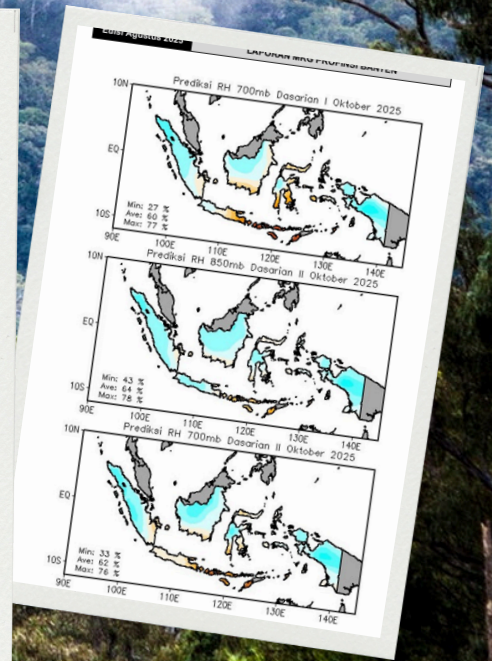 Edisi Agustus 2025
LAPORAN MKG PROPINSI BANTEN
Prediksi RH 700mb Dasarian I Oktober 2025
10N
EQ
10S
Min: 27 %
Ave: 60 %
Max: 77 %
90E 100E 110E 120E 130E 140E
Prediksi RH 850mb Dasarian II Oktober 2025
10N
EQ
10S
Min: 43 %
Ave: 64 %
Max: 78 %
90E 100E 110E 120E 130E 140E
Prediksi RH 700mb Dasarian II Oktober 2025
10N
EQ
10S
Min: 33 %
Ave: 62 %
Max: 76 %
90E 100E 110E 120E 130E 140E